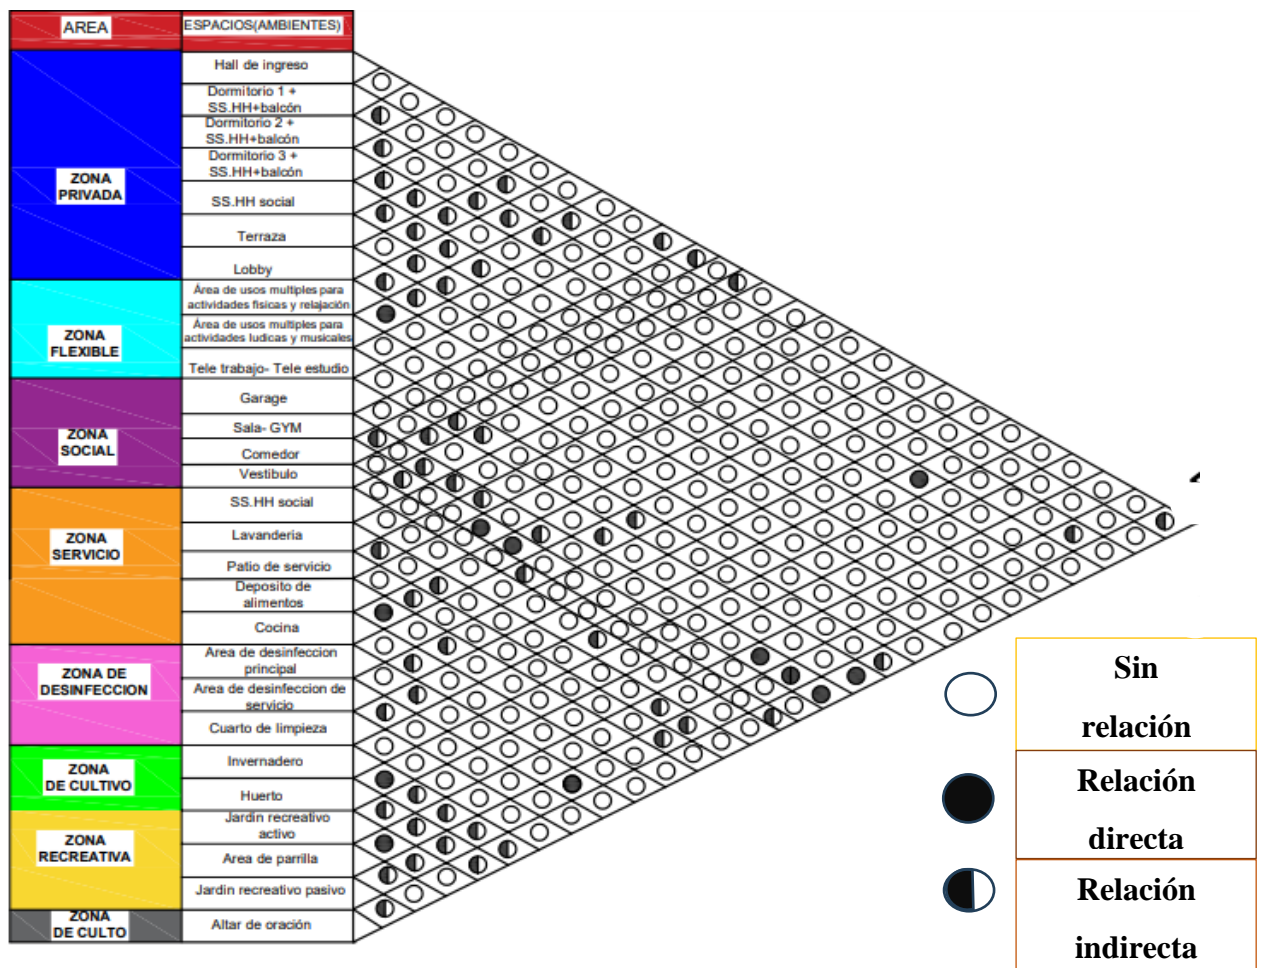 AREA
ESPACIOS(AMBIENTES)
ZONA
PRIVADA
Hall de ingreso
Dormitorio 1 +
SS.HH+balcón
Dormitorio 2 +
SS.HH+balcón
Dormitorio 3 +
SS.HH+balcón
SS.HH social
Terraza
Lobby
ZONA
FLEXIBLE
Área de usos multiples para
actividades fisicas y relajación
Área de usos multiples para
actividades ludicas y musicales
Tele trabajo- Tele estudio
ZONA
SOCIAL
Garage
Sala- GYM
Comedor
Vestibulo
ZONA
SERVICIO
SS.HH social
Lavanderia
Patio de servicio
Deposito de
alimentos
Cocina
ZONA DE
DESINFECCION
Area de desinfeccion
principal
Area de desinfeccion de
servicio
Cuarto de limpieza
ZONA
DE CULTIVO
Invernadero
Huerto
ZONA
RECREATIVA
Jardin recreativo
activo
Area de parrilla
Jardin recreativo pasivo
ZONA
DE CULTO
Altar de oración
Sin
relación
Relación
directa
Relación
indirecta